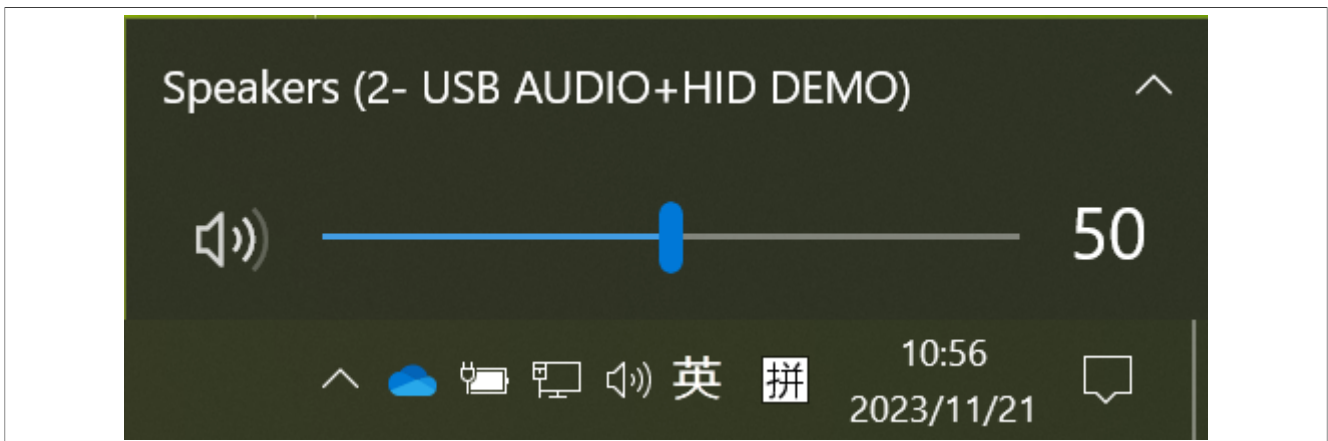 Speakers (2- USB AUDIO+HID DEMO)
50
英 拼 10:56
2023/11/21